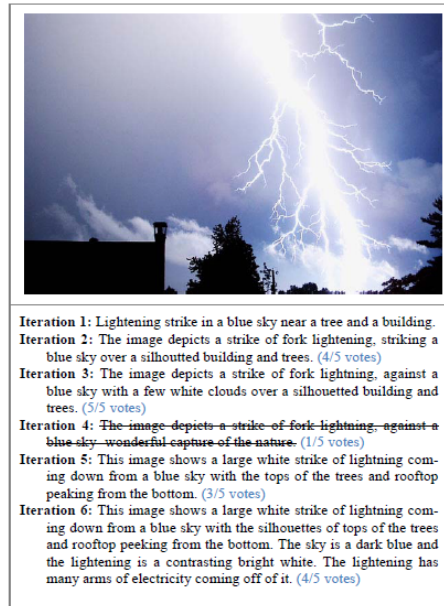 Iteration 1: Lightening strike in a blue sky near a tree and a building.
Iteration 2: The image depicts a strike of fork lightening, striking a
blue sky over a silhoutted building and trees. (4/5 votes)
Iteration 3: The image depicts a strike of fork lightning, against a
blue sky with a few white clouds over a silhouetted building and
trees. (5/5 votes)
Iteration 4: The image depicts a strike of fork lightning, against a
blue sky- wonderful capture of the nature. (1/5 votes)
Iteration 5: This image shows a large white strike of lightning com-
ing down from a blue sky with the tops of the trees and rooftop
peaking from the bottom. (3/5 votes)
Iteration 6: This image shows a large white strike of lightning com-
ing down from a blue sky with the silhouettes of tops of the trees
and rooftop peeking from the bottom. The sky is a dark blue and
the lightening is a contrasting bright white. The lightening has
many arms of electricity coming off of it. (4/5 votes)